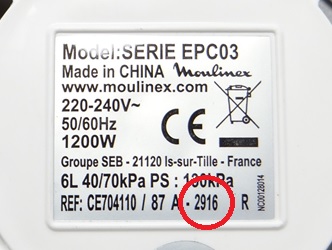 Model:SERIE EPC03
Made in CHINA Moulinex
www.moulinex.com
220-240V~
50/60Hz
1200W
CE
Groupe SEB - 21120 Is-sur-Tille - France
6L 40/70kPa PS : 130kPa
REF: CE704110 / 87 A - 2916 R
NC00128014